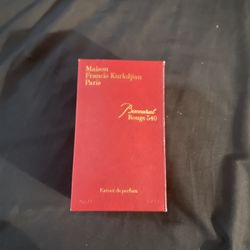 Maison
Francis Kurkdjian
Paris
Baccarat
Rouge 540
Extrait de parfum